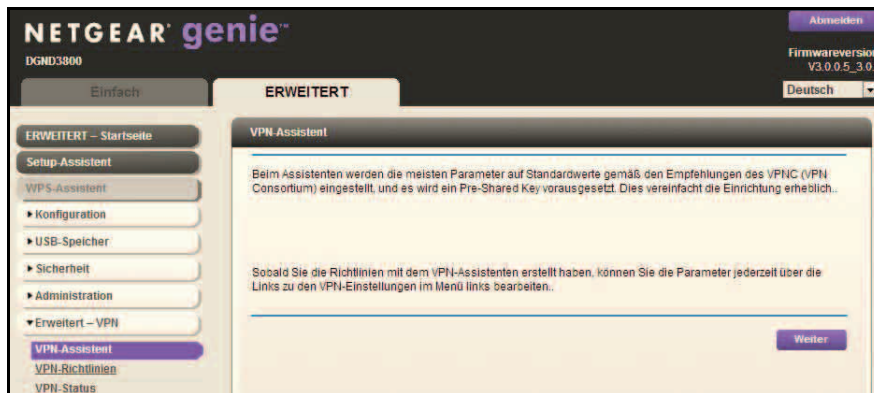 NETGEAR® genie™
DGND3800
Abmelden
Firmwareversion
V3.0.0.5_3.0.
Deutsch
Einfach
ERWEITERT
ERWEITERT – Startseite
Setup-Assistent
WPS-Assistent
Konfiguration
USB-Speicher
Sicherheit
Administration
Erweitert – VPN
VPN-Assistent
VPN-Richtlinien
VPN-Status
VPN-Assistent
Beim Assistenten werden die meisten Parameter auf Standardwerte gemäß den Empfehlungen des VPNC (VPN
Consortium) eingestellt, und es wird ein Pre-Shared Key vorausgesetzt. Dies vereinfacht die Einrichtung erheblich..
Sobald Sie die Richtlinien mit dem VPN-Assistenten erstellt haben, können Sie die Parameter jederzeit über die
Links zu den VPN-Einstellungen im Menü links bearbeiten..
Weiter